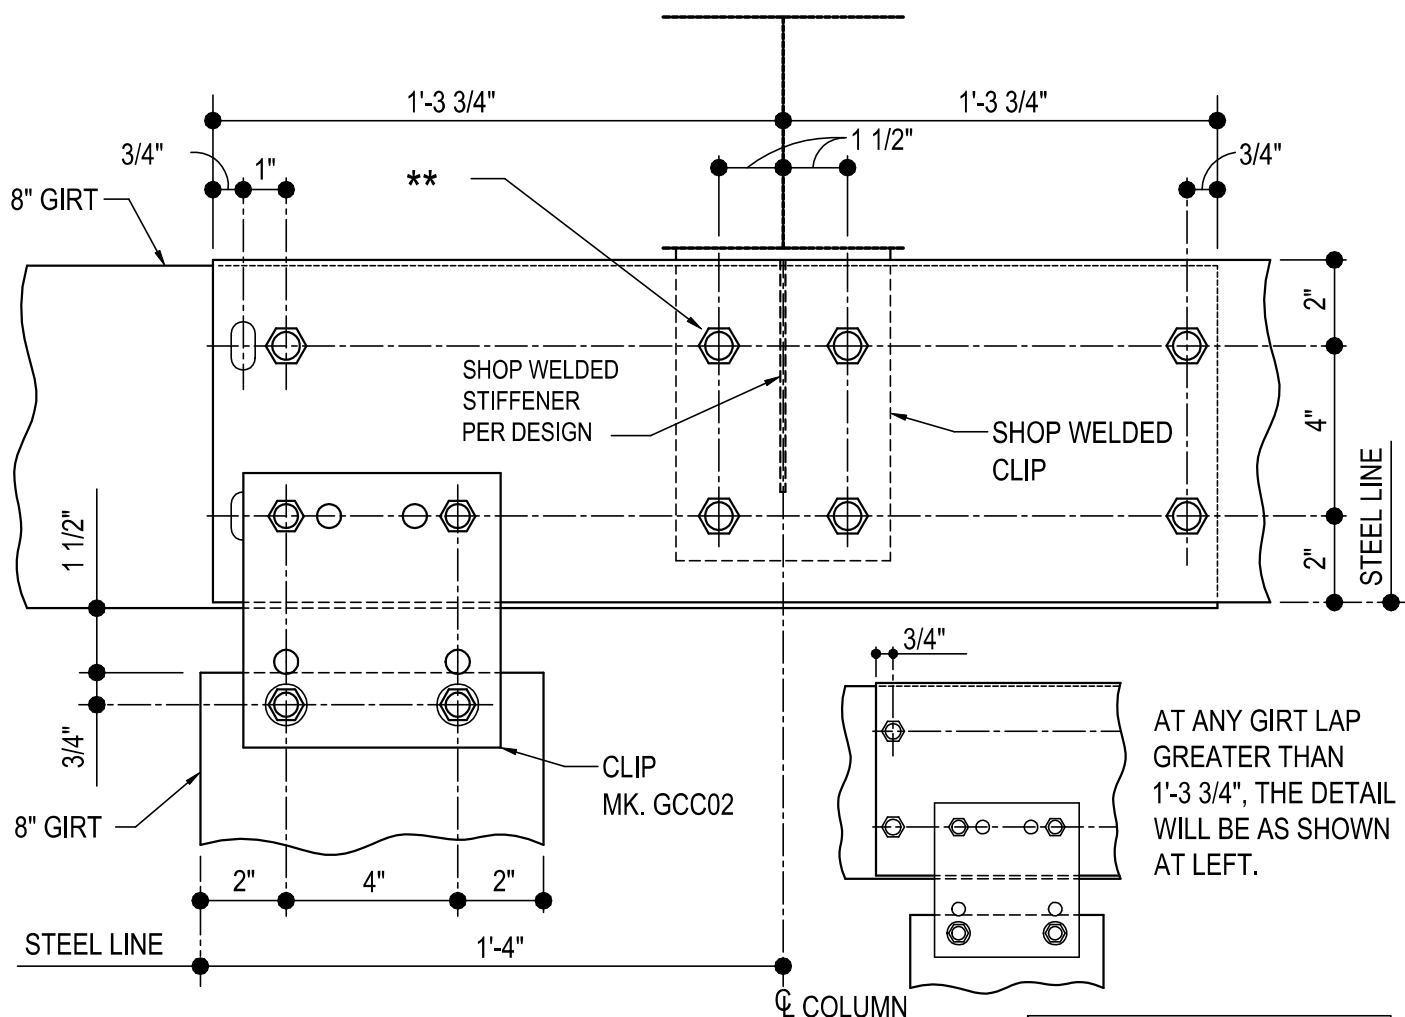 1'-3 3/4"
1'-3 3/4"
3/4"
1"
1 1/2"
3/4"
**
8" GIRT
2"
SHOP WELDED
STIFFENER
PER DESIGN
SHOP WELDED
CLIP
4"
STEEL LINE
1 1/2"
2"
3/4"
3/4"
8" GIRT
CLIP
MK. GCC02
AT ANY GIRT LAP
GREATER THAN
1'-3 3/4", THE DETAIL
WILL BE AS SHOWN
AT LEFT.
2"
4"
2"
STEEL LINE
1'-4"
℄ COLUMN